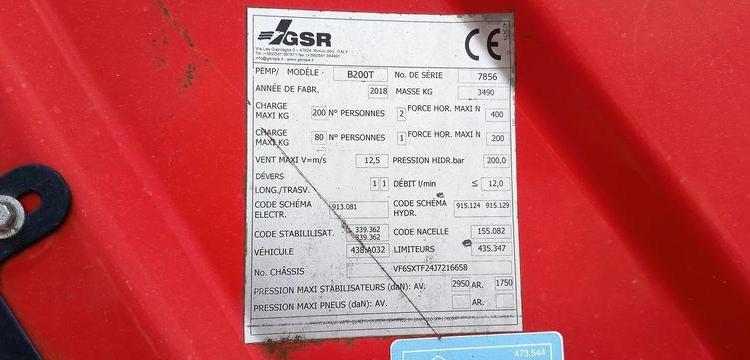 GSR
CE
PEMP/ MODÈLE: B200T No. DE SÉRIE 7856
ANNÉE DE FABR. 2018 MASSE KG 3490
CHARGE MAXI KG 200 N° PERSONNES 2 FORCE HOR. MAXI N 400
CHARGE MAXI KG 80 N° PERSONNES 1 FORCE HOR. MAXI N 200
VENT MAXI V=m/s 12,5 PRESSION HIDR.bar 200,0
DÉVERS LONG./TRASV. 1 1 DÉBIT l/min ≤ 12,0
CODE SCHÉMA ELECTR. 913.081 CODE SCHÉMA HYDR. 915.124 915.129
CODE STABILILISAT. 339.362 339.362 CODE NACELLE 155.082
VÉHICULE 438.A032 LIMITEURS 435.347
No. CHÂSSIS VF6SXTF24J7216658
PRESSION MAXI STABILISATEURS (daN): AV. 2950 AR. 1750
PRESSION MAXI PNEUS (daN): AV. AR.
473.544